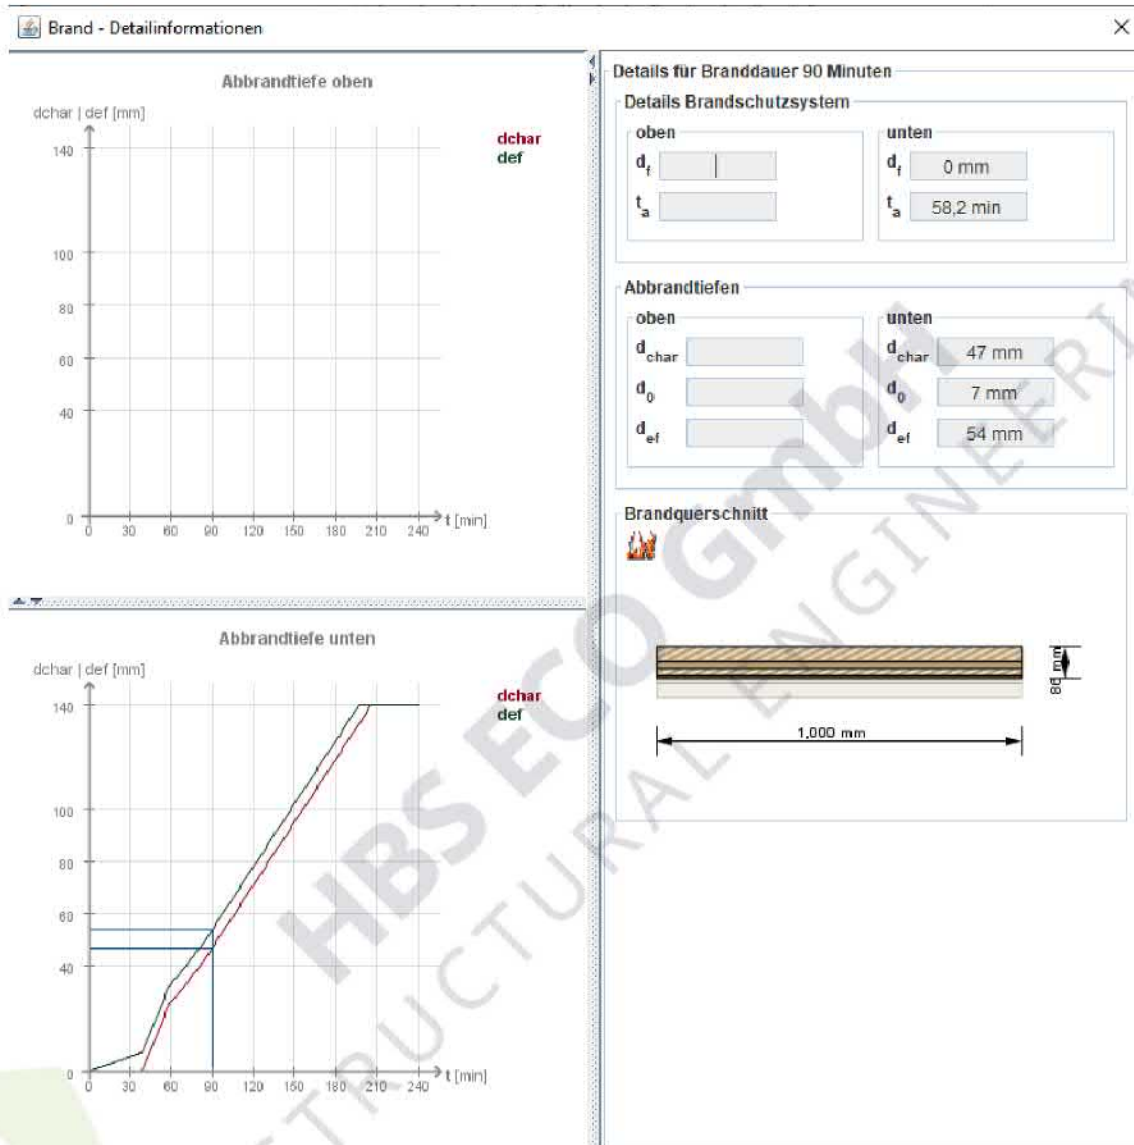 Brand - Detailinformationen
Abbrandtiefe oben
dchar | def [mm]
dchar
def
140
100
80
60
40
0
0 30 60 90 120 150 180 210 240 t [min]
Abbrandtiefe unten
dchar | def [mm]
dchar
def
140
100
80
60
40
0
0 30 60 90 120 150 180 210 240 t [min]
Details für Branddauer 90 Minuten
Details Brandschutzsystem
oben
df
ta
unten
df 0 mm
ta 58,2 min
Abbrandtiefen
oben
dchar
d0
def
unten
dchar 47 mm
d0 7 mm
def 54 mm
Brandquerschnitt
86 mm
1,000 mm
HBS ECO GmbH
STRUCTURAL ENGINEERI